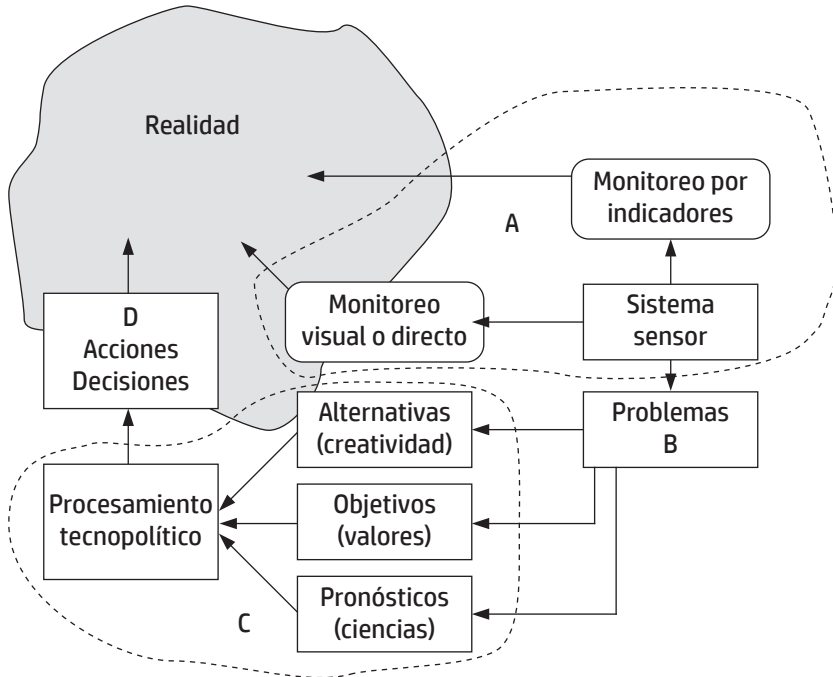 Realidad
Monitoreo por
indicadores
A
Monitoreo
visual o directo
Sistema
sensor
D
Acciones
Decisiones
Alternativas
(creatividad)
Problemas
B
Procesamiento
tecnopolítico
Objetivos
(valores)
Pronósticos
(ciencias)
C